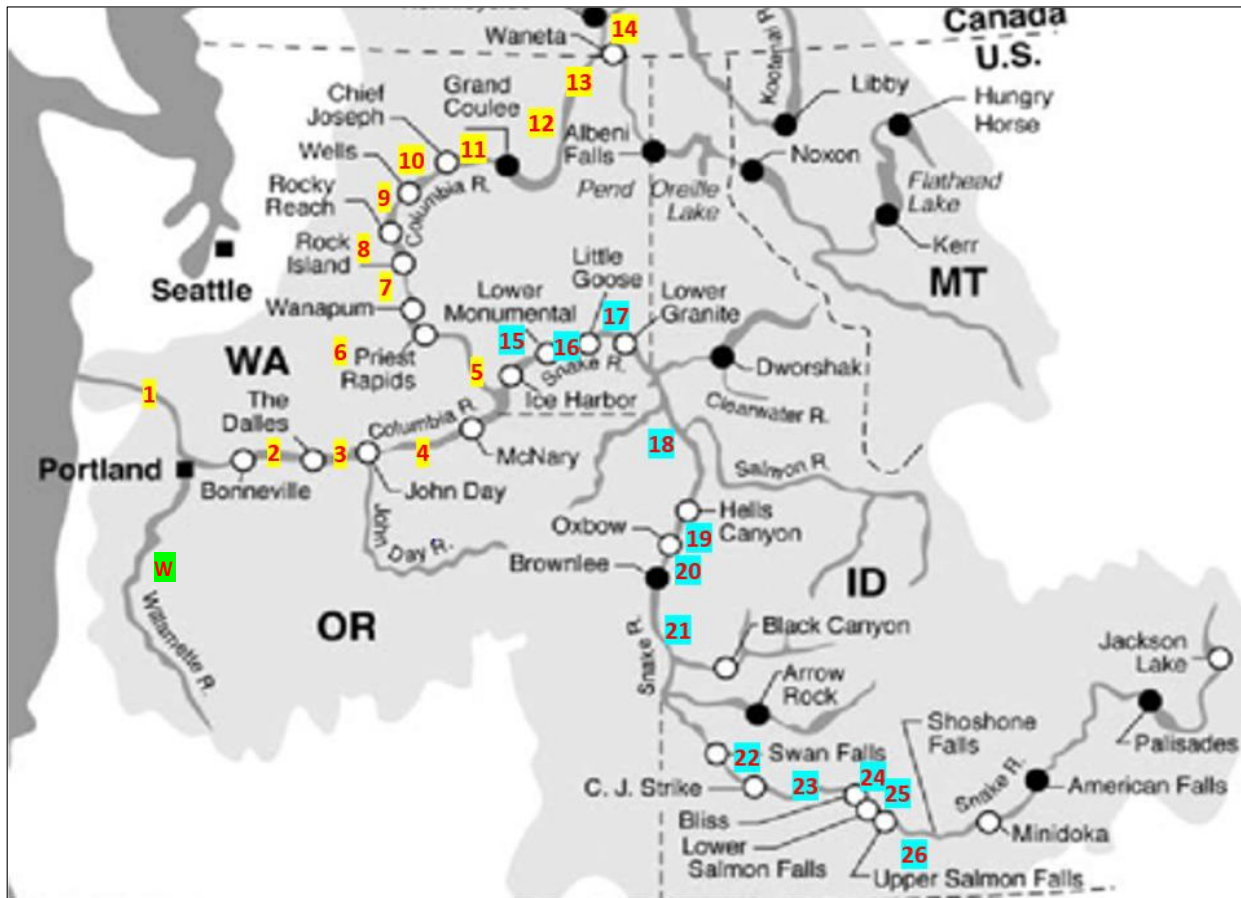 Canada
U.S.
14
Waneta
13
Kootenai R.
Libby
Hungry
Horse
Grand
Coulee
Chief
Joseph
12
Albeni
Falls
11
10
Wells
Noxon
Pend Oreille
Lake
Flathead
Lake
Rocky
Reach
9
Columbia R.
Kerr
8
Rock
Island
Seattle
7
Little
Goose
MT
Lower
Monumental
Lower
Granite
Wanapum
17
15
16
6
Priest
Rapids
WA
5
Snake R.
Dworshak
1
Ice Harbor
Clearwater R.
The
Dalles
Columbia R.
2
3
4
18
McNary
Salmon R.
Portland
Bonneville
John Day
John
Day R.
Hells
Canyon
Oxbow
19
Brownlee
20
W
ID
Willamette R.
OR
21
Black Canyon
Snake R.
Jackson
Lake
Arrow
Rock
Shoshone
Falls
Palisades
22
Swan Falls
C. J. Strike
23
24
25
Snake R.
American Falls
Bliss
Minidoka
Lower
Salmon Falls
26
Upper Salmon Falls